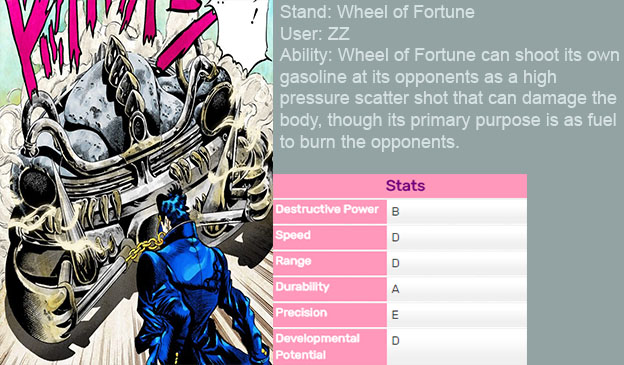 Stand: Wheel of Fortune
User: ZZ
Ability: Wheel of Fortune can shoot its own
gasoline at its opponents as a high
pressure scatter shot that can damage the
body, though its primary purpose is as fuel
to burn the opponents.
Stats
Destructive Power B
Speed D
Range D
Durability A
Precision E
Developmental
Potential D